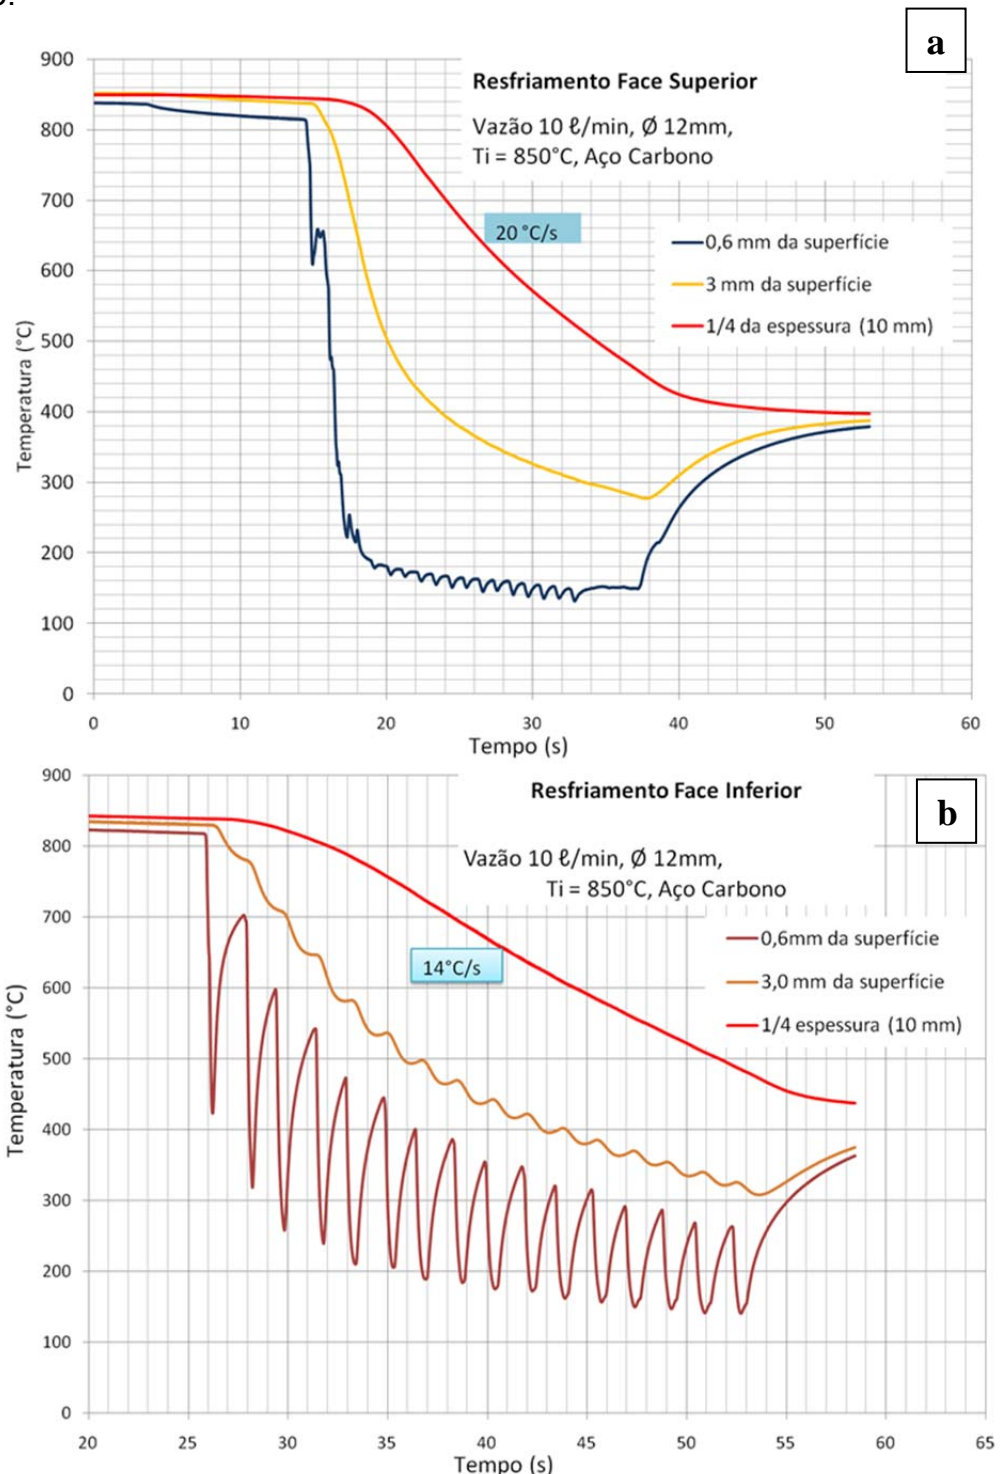 a
Resfriamento Face Superior
Vazão 10 ℓ/min, Ø 12mm,
Ti = 850°C, Aço Carbono
20 °C/s
0,6 mm da superfície
3 mm da superfície
1/4 da espessura (10 mm)
Temperatura (°C)
900
800
700
600
500
400
300
200
100
0
0 10 20 30 40 50 60
Tempo (s)
b
Resfriamento Face Inferior
Vazão 10 ℓ/min, Ø 12mm,
Ti = 850°C, Aço Carbono
14°C/s
0,6mm da superfície
3,0 mm da superfície
1/4 espessura (10 mm)
Temperatura (°C)
900
800
700
600
500
400
300
200
100
0
20 25 30 35 40 45 50 55 60 65
Tempo (s)